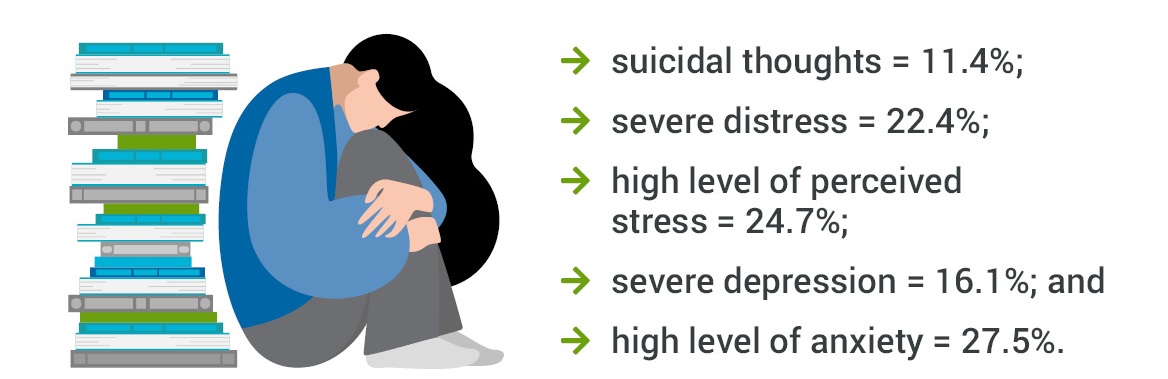 suicidal thoughts = 11.4%;
severe distress = 22.4%;
high level of perceived
stress = 24.7%;
severe depression = 16.1%; and
high level of anxiety = 27.5%.